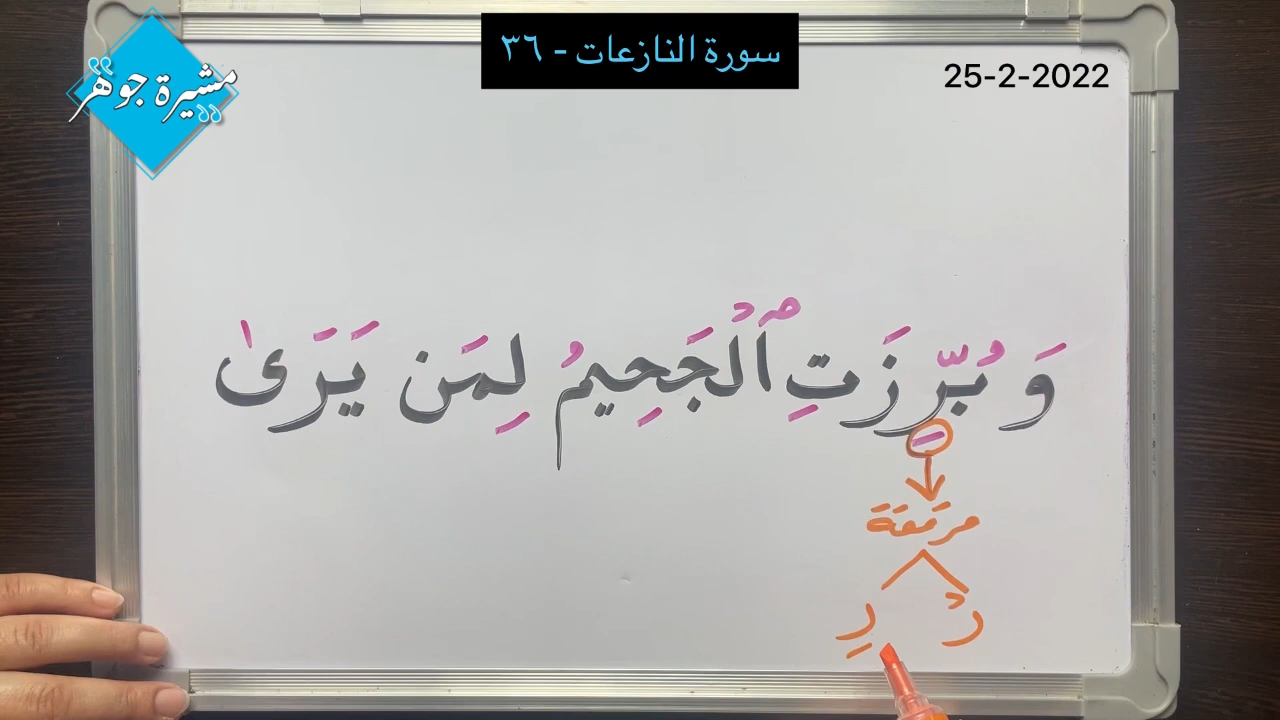 سورة النازعات - ٣٦
25-2-2022
مشيرة جوهر
وَبُرِّزَتِ ٱلْجَحِيمُ لِمَن يَرَىٰ
مرققة
رْ رِ